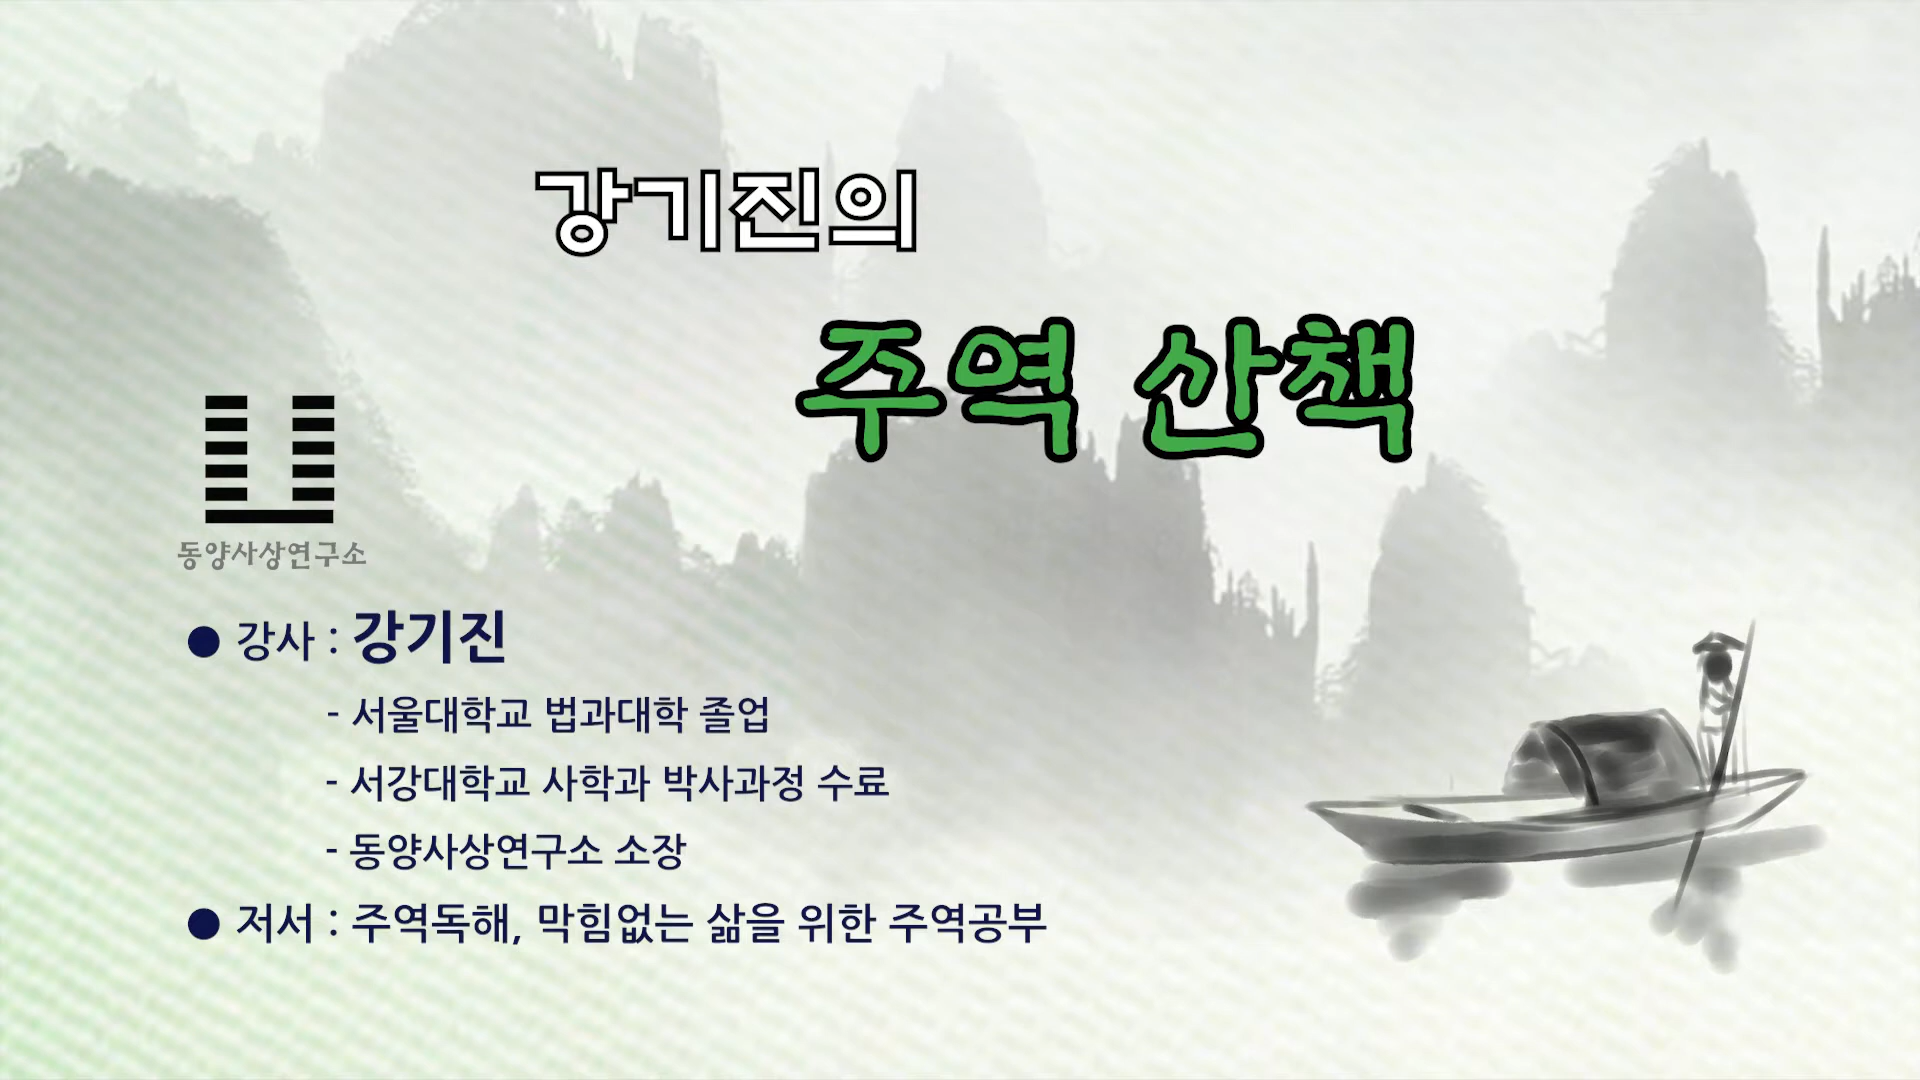 강기진의
주역 산책
동양사상연구소
● 강사 : 강기진
- 서울대학교 법과대학 졸업
- 서강대학교 사학과 박사과정 수료
- 동양사상연구소 소장
● 저서 : 주역독해, 막힘없는 삶을 위한 주역공부